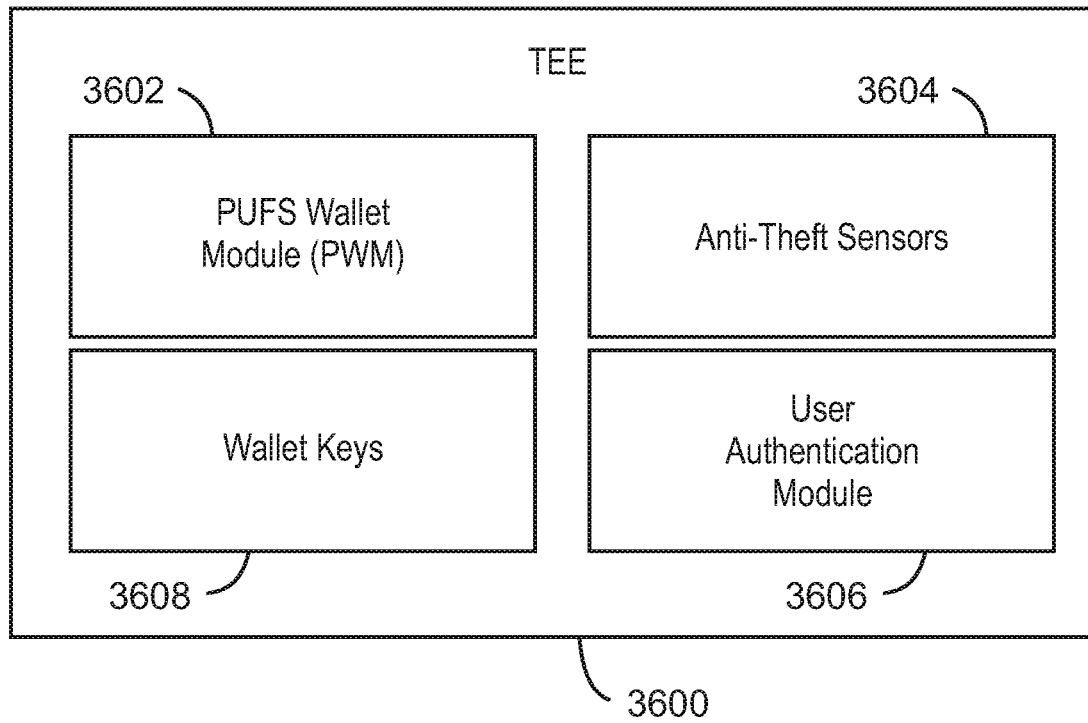 TEE
3602
3604
PUFS Wallet
Module (PWM)
Anti-Theft Sensors
Wallet Keys
User
Authentication
Module
3608
3606
3600